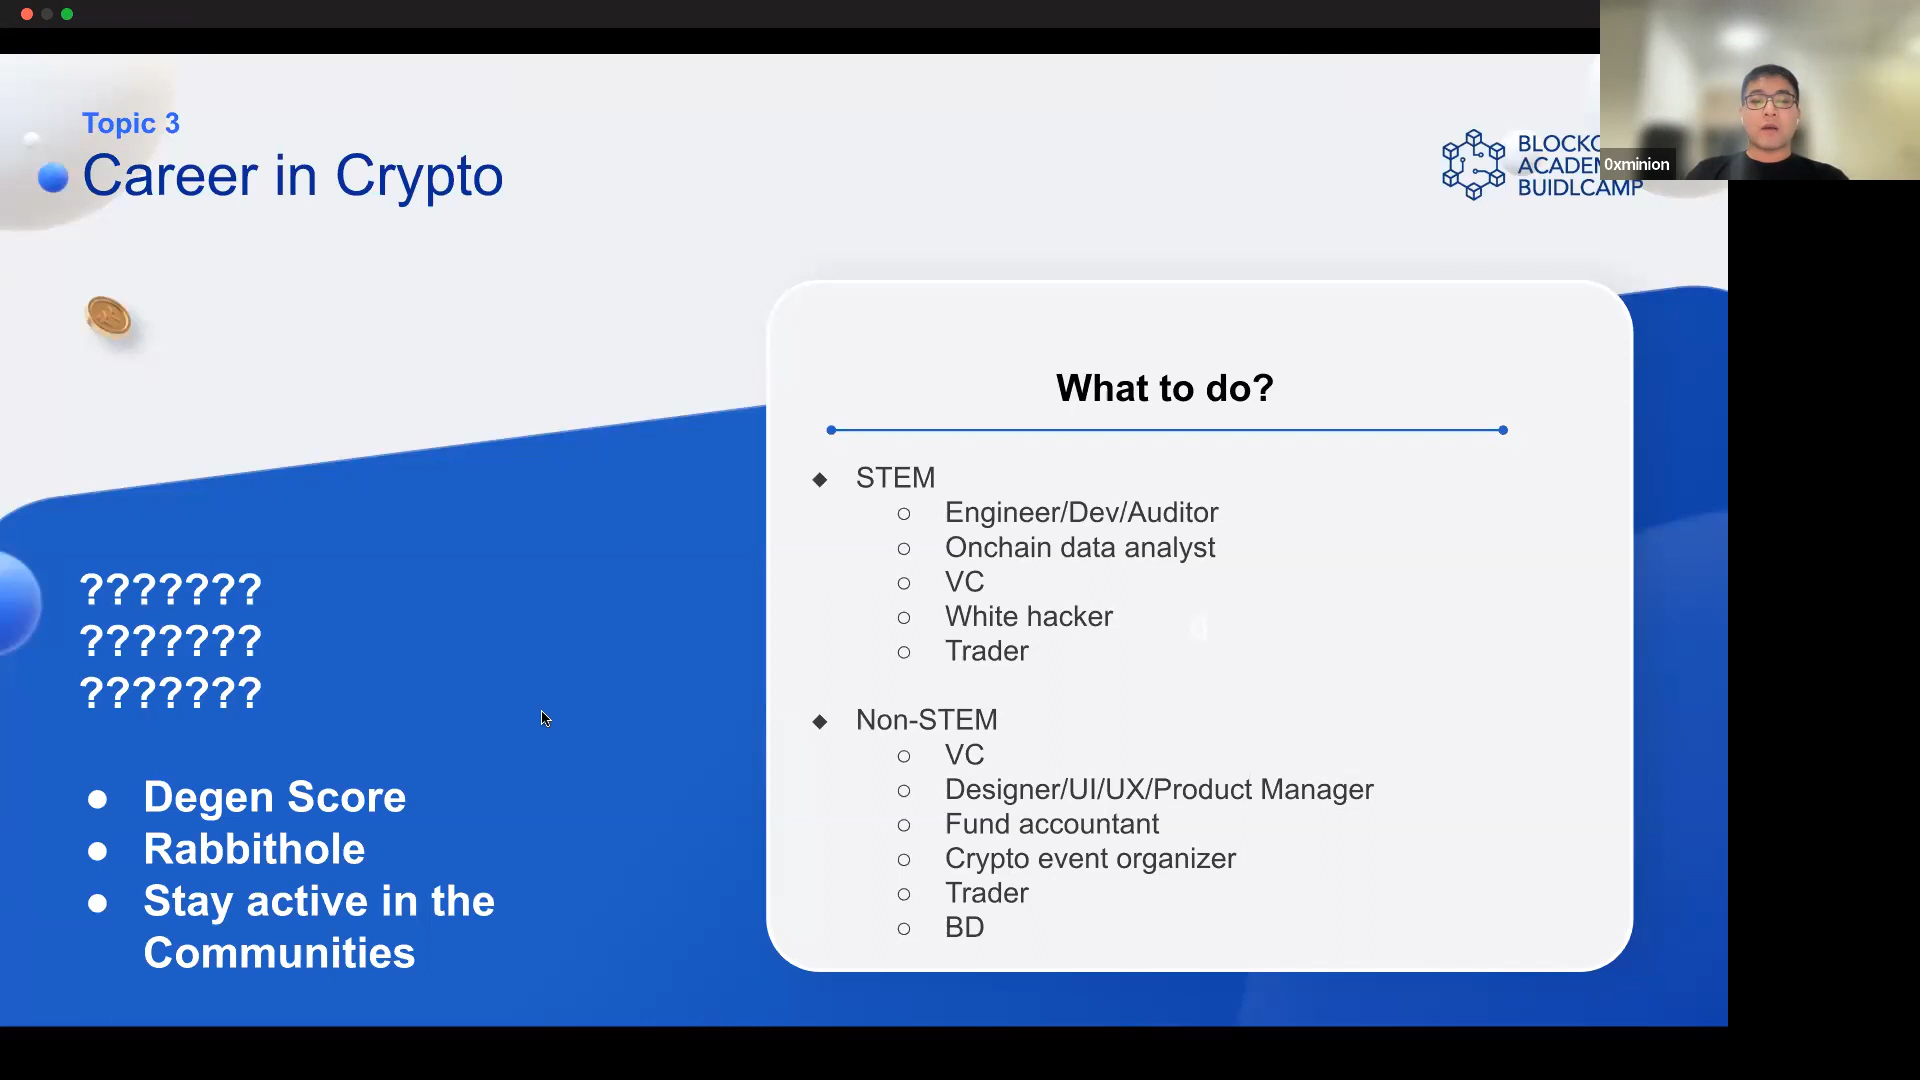 Topic 3
Career in Crypto
ACADEM
BUIDLCAMP
0xminion
What to do?
STEM
Engineer/Dev/Auditor
Onchain data analyst
VC
White hacker
Trader
Non-STEM
VC
Designer/UI/UX/Product Manager
Fund accountant
Crypto event organizer
Trader
BD
???????
???????
???????
Degen Score
Rabbithole
Stay active in the
Communities